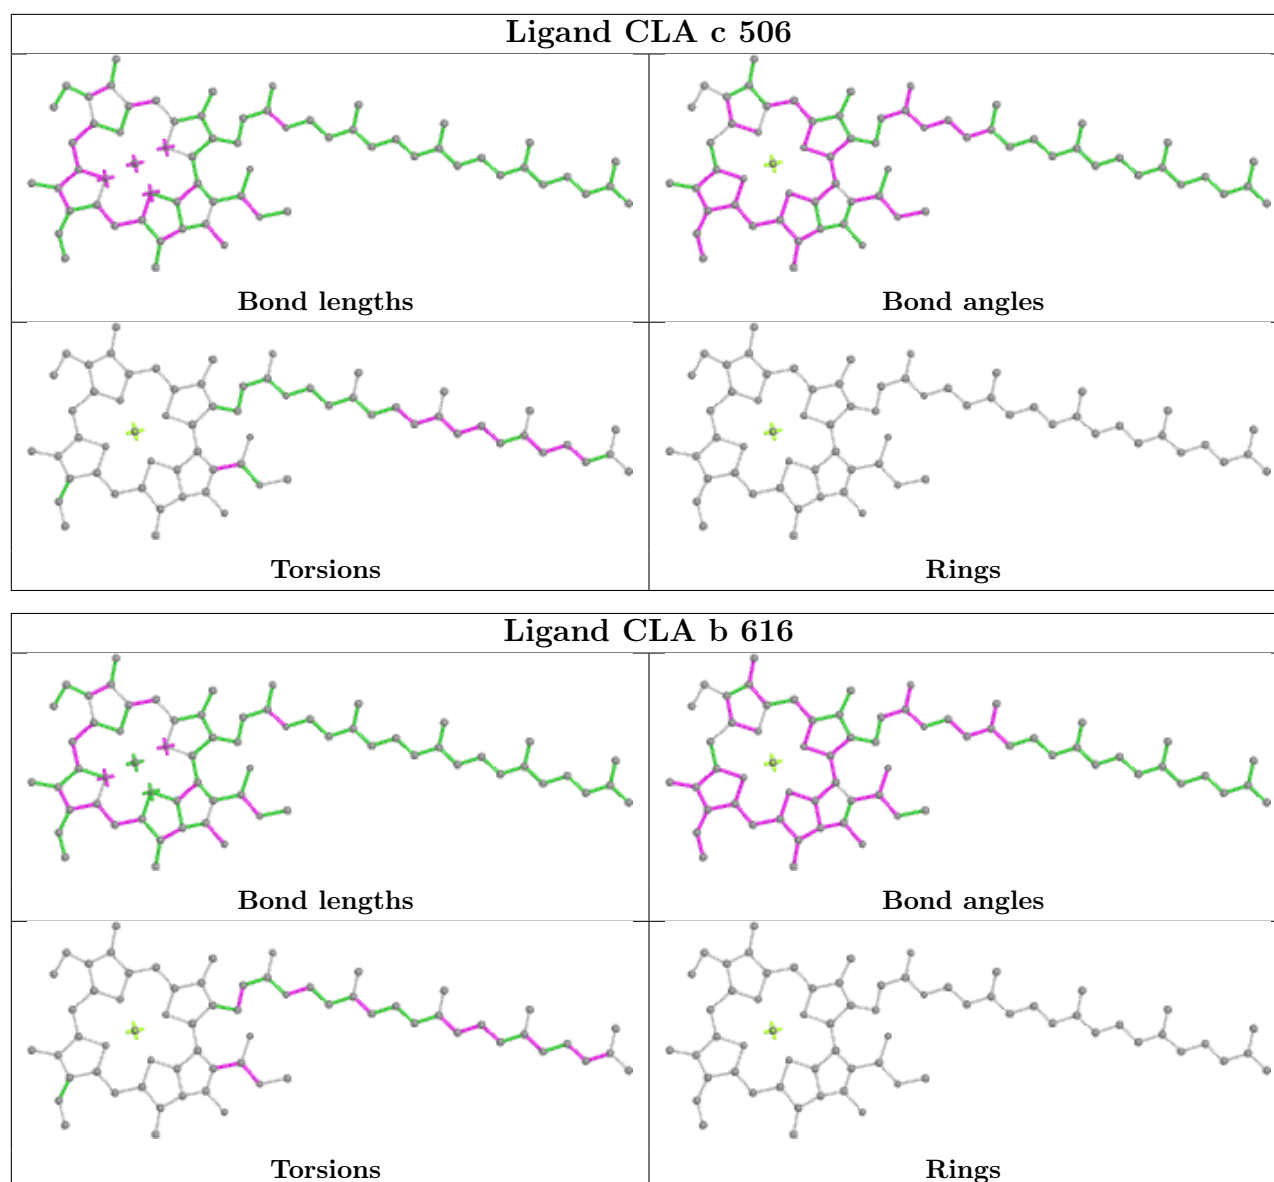 Ligand CLA c 506
Bond lengths
Bond angles
Torsions
Rings
Ligand CLA b 616
Bond lengths
Bond angles
Torsions
Rings